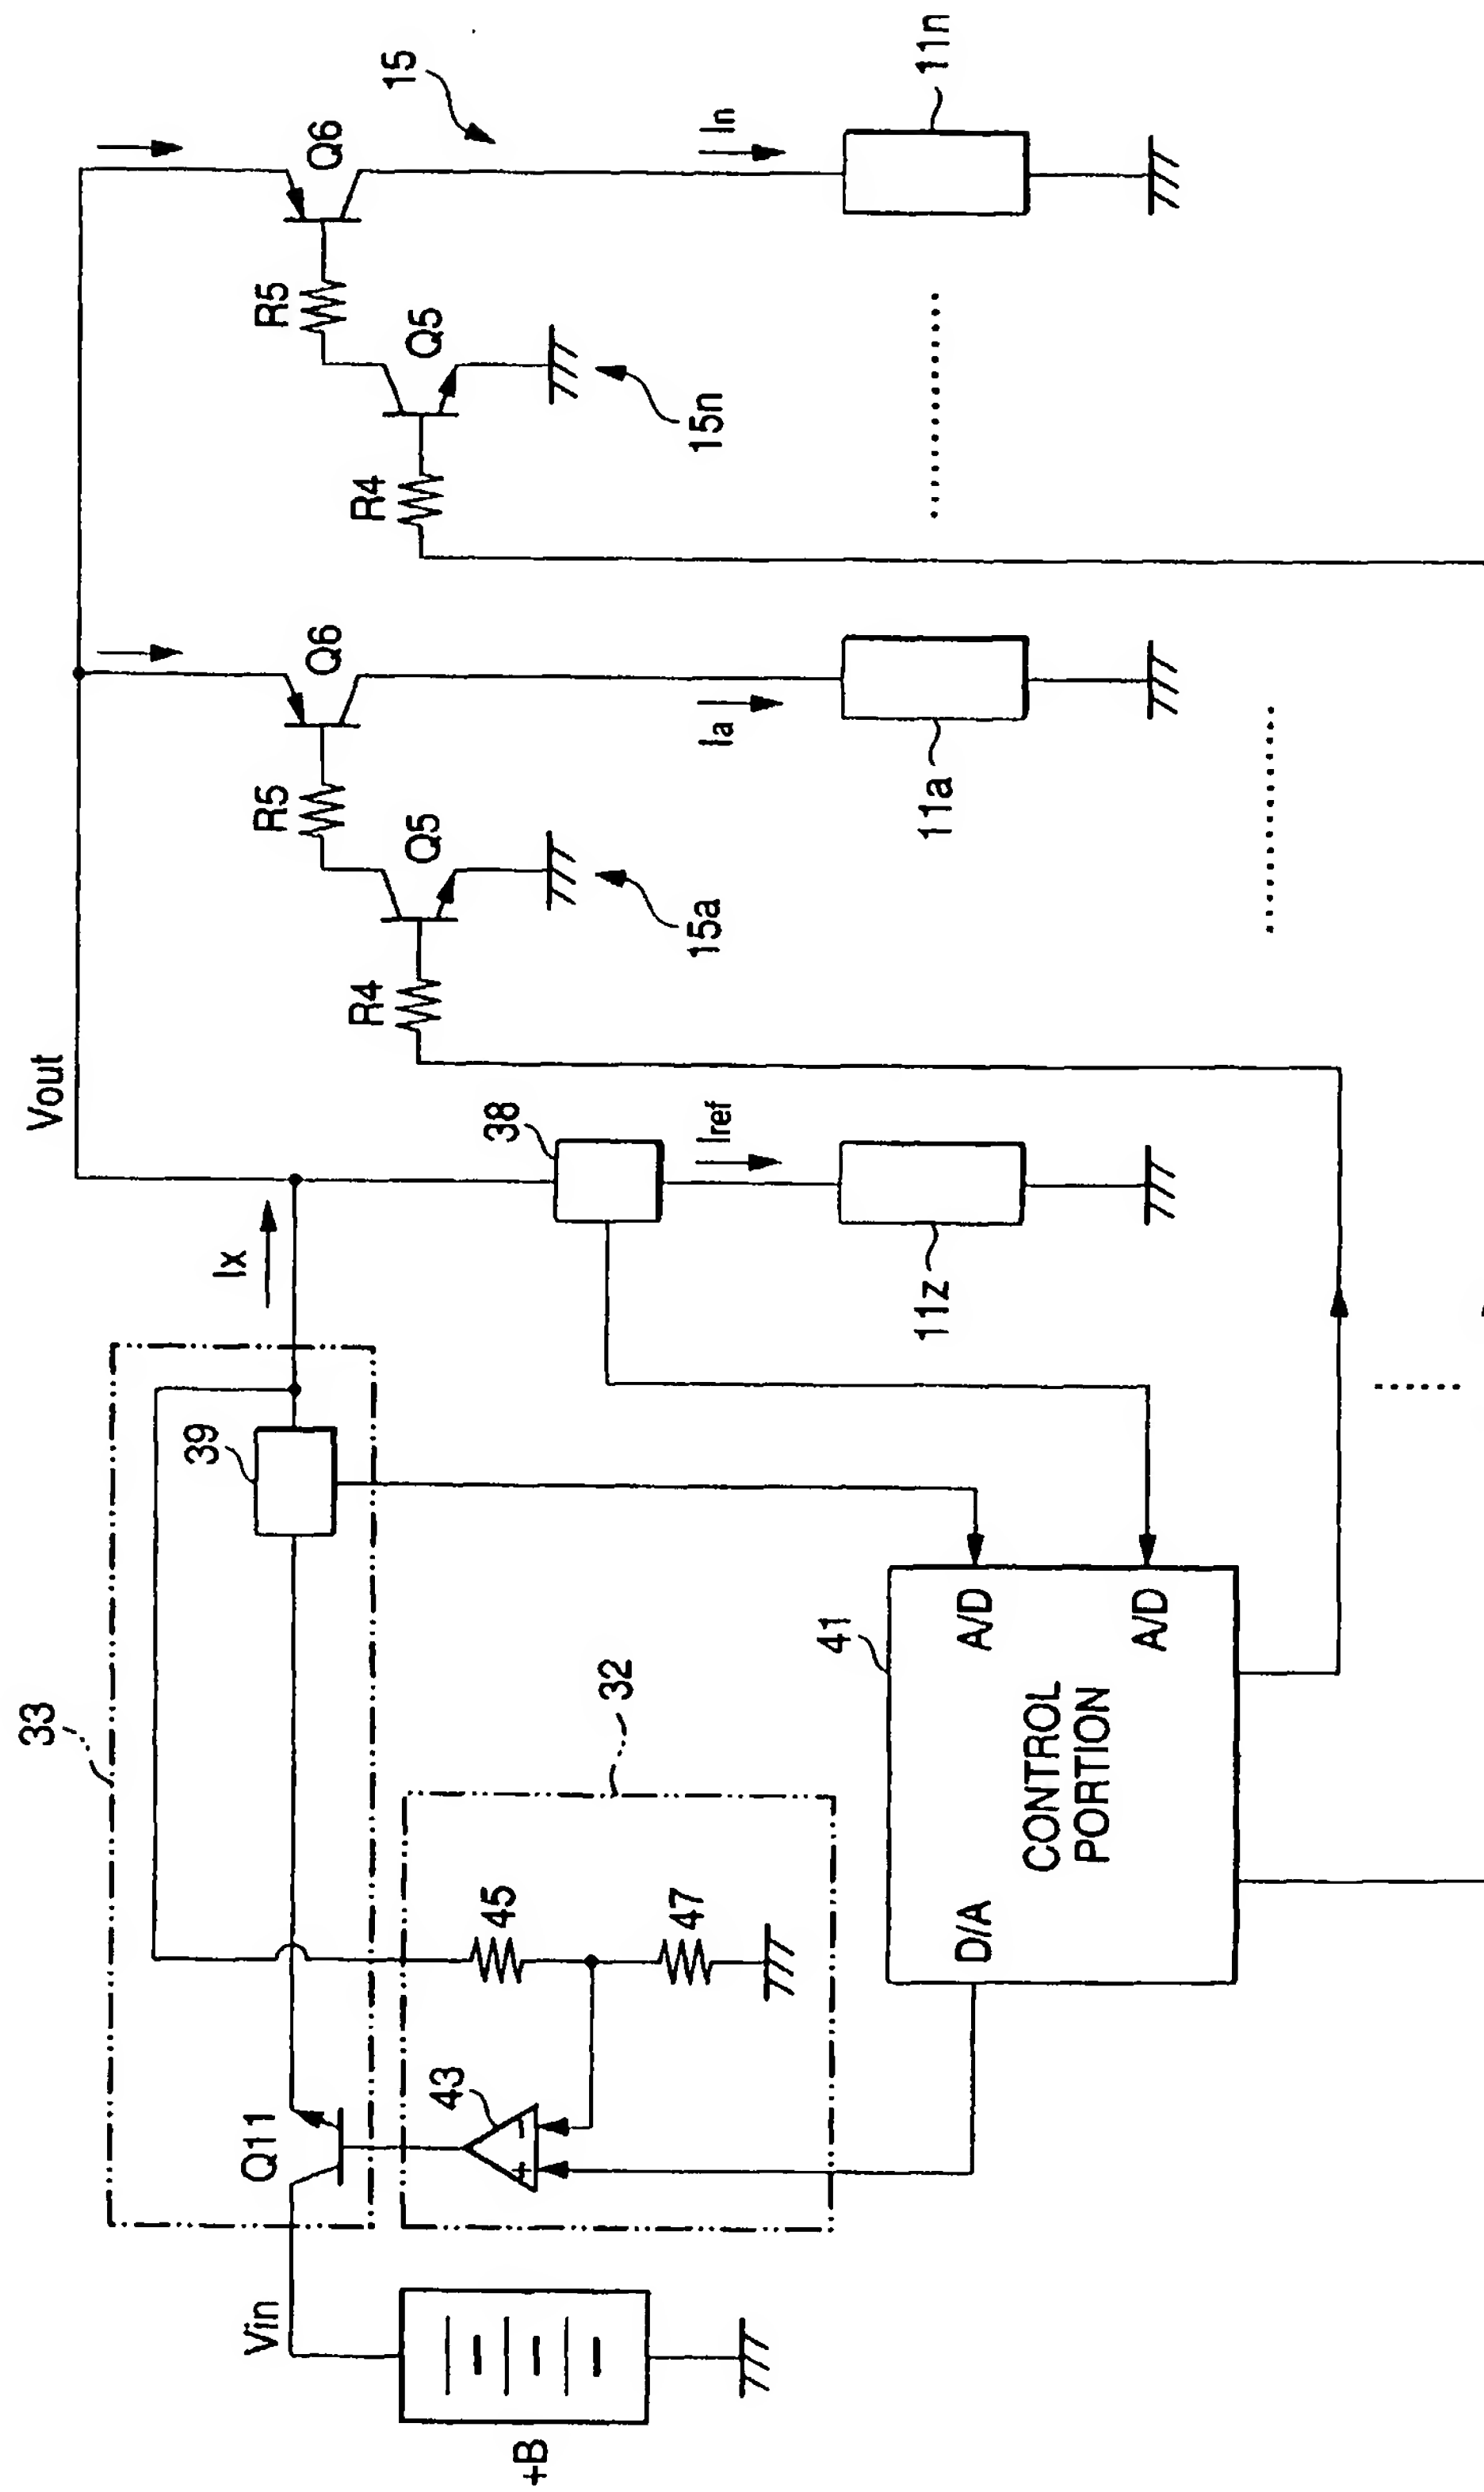 33
Q11
39
Ix
Vin
+B
43
45
47
32
+
−
41
D/A
CONTROL
PORTION
A/D
A/D
Vout
38
Iref
11z
R4
Q5
R5
Q6
15a
Ia
11a
R4
Q5
R5
Q6
15n
15
In
11n